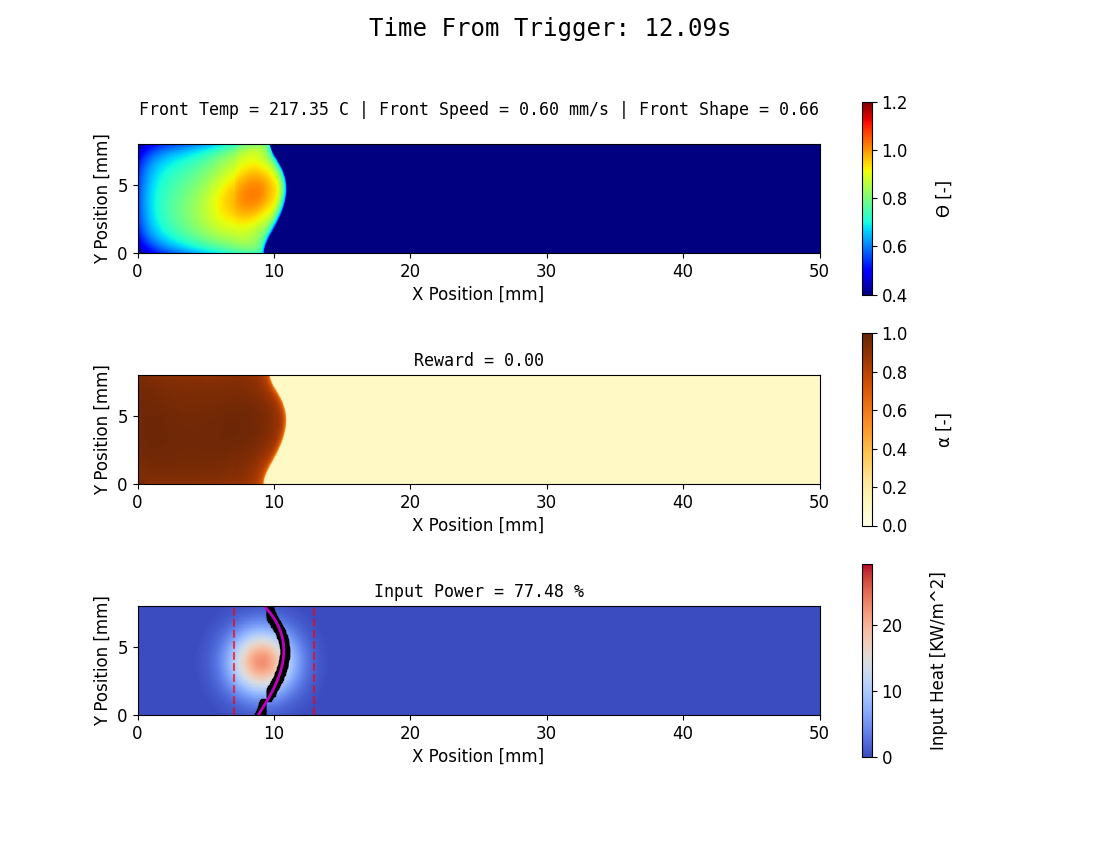 Time From Trigger: 12.09s
Front Temp = 217.35 C | Front Speed = 0.60 mm/s | Front Shape = 0.66
Y Position [mm]
5
0
0 10 20 30 40 50
X Position [mm]
1.2
1.0
0.8
0.6
0.4
Θ [-]
Reward = 0.00
Y Position [mm]
5
0
0 10 20 30 40 50
X Position [mm]
1.0
0.8
0.6
0.4
0.2
0.0
α [-]
Input Power = 77.48 %
Y Position [mm]
5
0
0 10 20 30 40 50
X Position [mm]
20
10
0
Input Heat [KW/m^2]